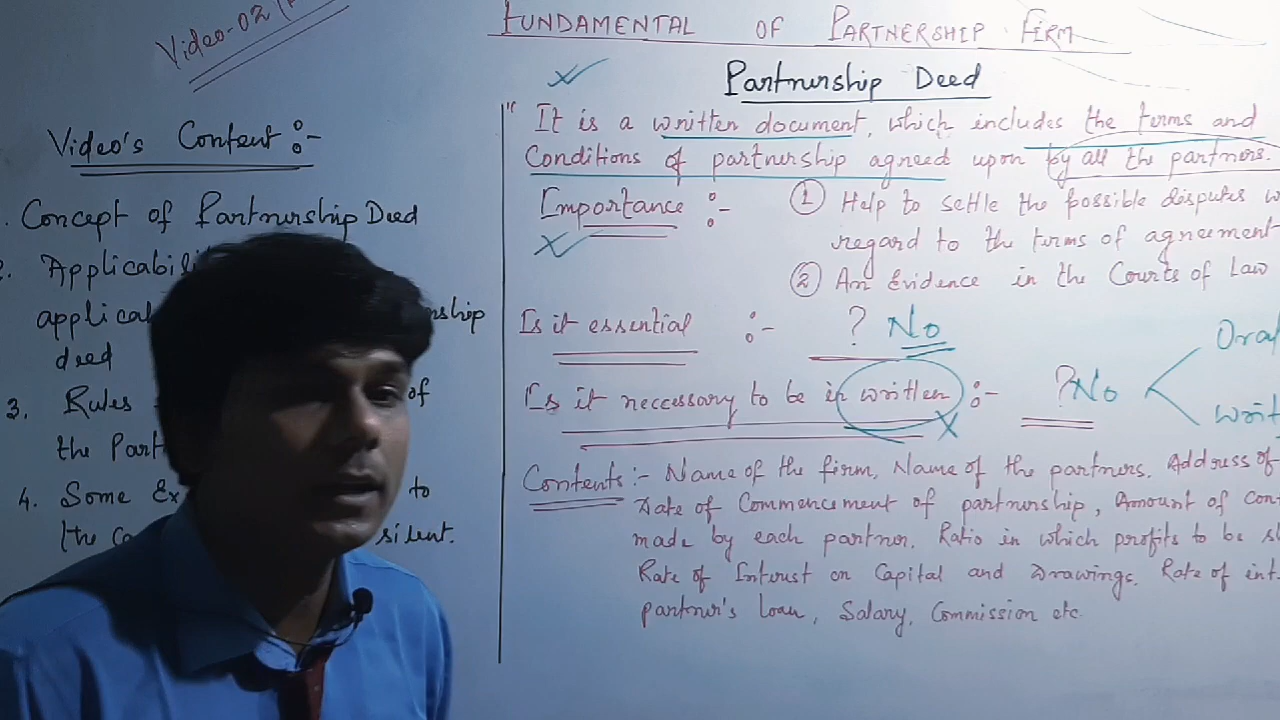 Video-02
Video's Content :-
Concept of Partnership Deed
Applicabili
applica ship
deed
3. Rules of
the Part
4. Some Ex to
the silent.
FUNDAMENTAL OF PARTNERSHIP FIRM
Partnership Deed
" It is a written document, which includes the terms and
Conditions of partnership agreed upon by all the partners.
Importance :- ① Help to settle the possible disputes w
regard to the terms of agreement
② An Evidence in the Courts of Law
Is it essential :- ? No
Oral
Is it necessary to be in written :- ? No
writ
Contents :- Name of the firm, Name of the partners. Address of
Date of Commencement of partnership, Amount of con
made by each partner. Ratio in which profits to be s
Rate of Interest on Capital and Drawings. Rate of int
partner's loan, Salary, Commission etc